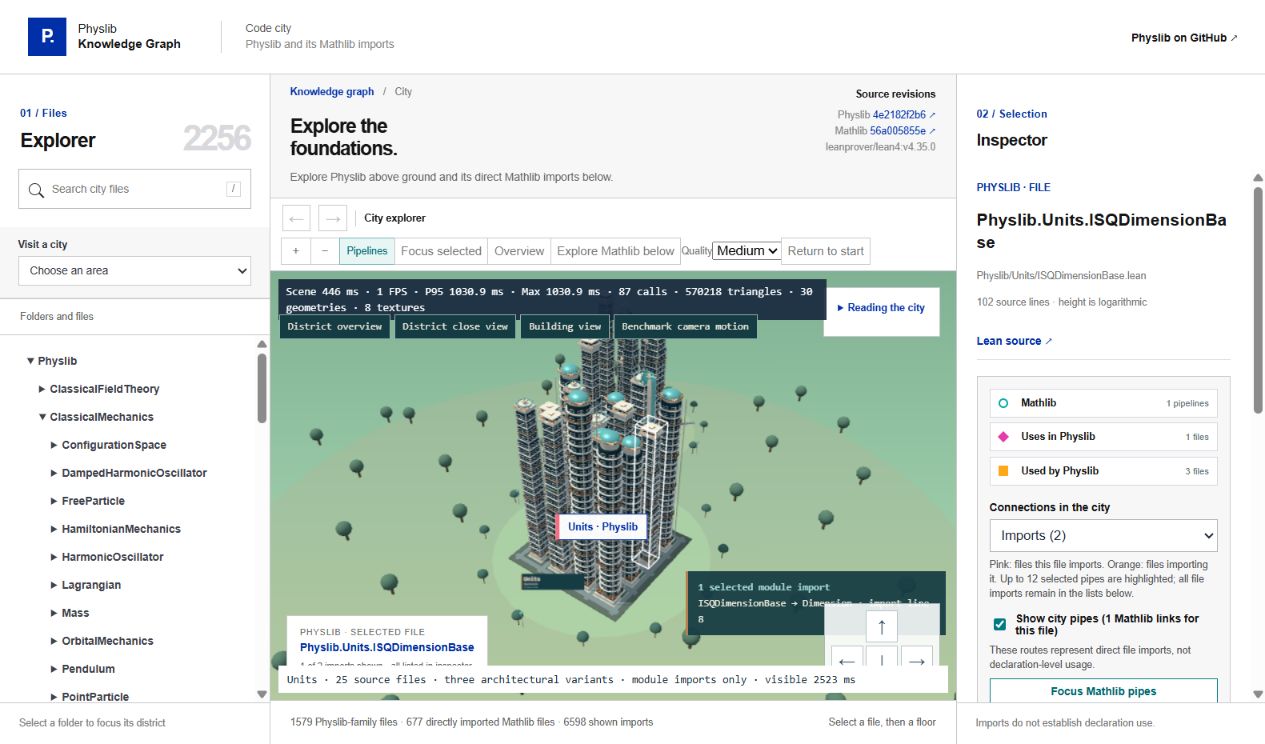 P.
Physlib
Knowledge Graph
Code city
Physlib and its Mathlib imports
Physlib on GitHub ↗
01 / Files
Explorer
2256
Search city files
/
Visit a city
Choose an area
Folders and files
▼ Physlib
▶ ClassicalFieldTheory
▼ ClassicalMechanics
▶ ConfigurationSpace
▶ DampedHarmonicOscillator
▶ FreeParticle
▶ HamiltonianMechanics
▶ HarmonicOscillator
▶ Lagrangian
▶ Mass
▶ OrbitalMechanics
▶ Pendulum
▶ PointParticle
Select a folder to focus its district
Knowledge graph / City
Explore the
foundations.
Explore Physlib above ground and its direct Mathlib imports below.
Source revisions
Physlib 4e2182f2b6 ↗
Mathlib 56a005855e ↗
leanprover/lean4:v4.35.0
← → City explorer
+ − Pipelines Focus selected Overview Explore Mathlib below Quality Medium Return to start
Scene 446 ms · 1 FPS · P95 1030.9 ms · Max 1030.9 ms · 87 calls · 570218 triangles · 30
geometries · 8 textures
District overview District close view Building view Benchmark camera motion
▶ Reading the city
Units · Physlib
Units
1 selected module import
ISQDimensionBase → Dimension · import line
8
↑
← ↓ →
PHYSLIB · SELECTED FILE
Physlib.Units.ISQDimensionBase
1 of 2 imports shown · all listed in inspector
Units · 25 source files · three architectural variants · module imports only · visible 2523 ms
1579 Physlib-family files · 677 directly imported Mathlib files · 6598 shown imports
Select a file, then a floor
02 / Selection
Inspector
PHYSLIB · FILE
Physlib.Units.ISQDimensionBa
se
Physlib/Units/ISQDimensionBase.lean
102 source lines · height is logarithmic
Lean source ↗
Mathlib 1 pipelines
Uses in Physlib 1 files
Used by Physlib 3 files
Connections in the city
Imports (2)
Pink: files this file imports. Orange: files importing
it. Up to 12 selected pipes are highlighted; all file
imports remain in the lists below.
Show city pipes (1 Mathlib links for
this file)
These routes represent direct file imports, not
declaration-level usage.
Focus Mathlib pipes
Imports do not establish declaration use.